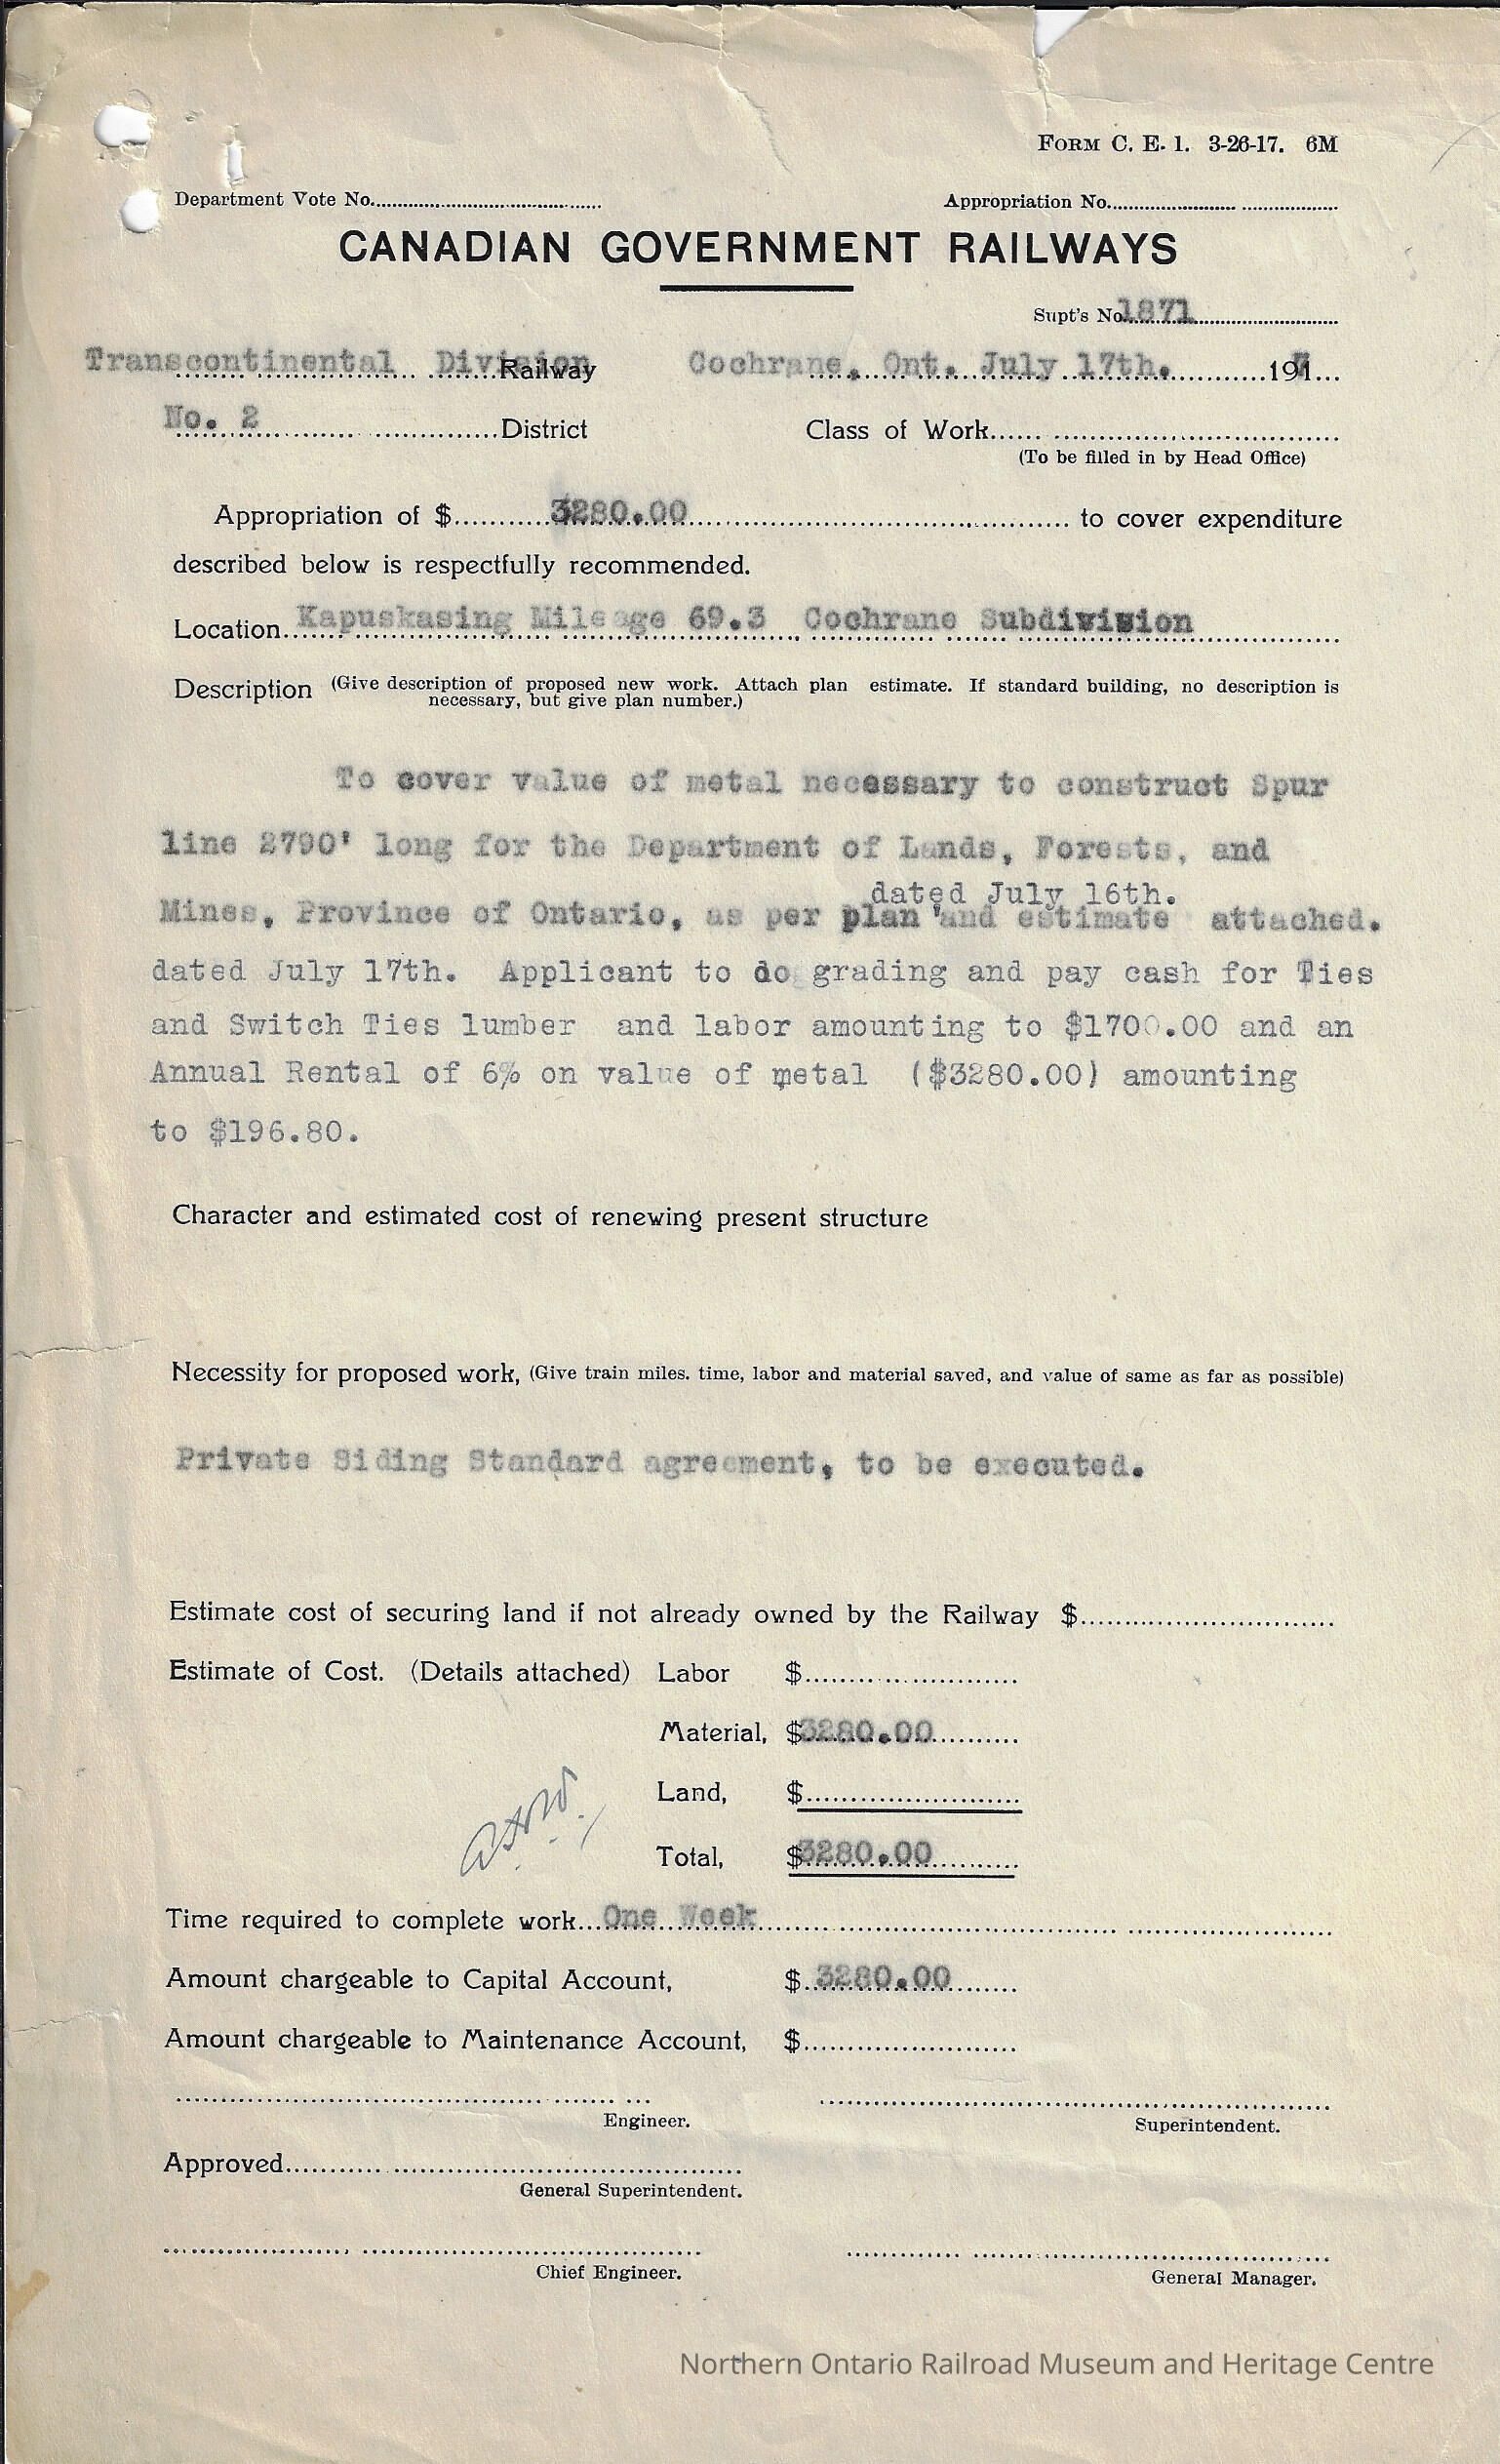 FORM C. E. 1. 3-26-17. 6M
Department Vote No. Appropriation No.
CANADIAN GOVERNMENT RAILWAYS
Supt's No. 1871
Transcontinental Division Railway Cochrane, Ont. July 17th. 1917
No. 2 District Class of Work
(To be filled in by Head Office)
Appropriation of $ 3280.00 to cover expenditure
described below is respectfully recommended.
Location Kapuskasing Mileage 69.3 Cochrane Subdivision
Description (Give description of proposed new work. Attach plan estimate. If standard building, no description is
necessary, but give plan number.)
To cover value of metal necessary to construct Spur
line 2790' long for the Department of Lands, Forests, and
dated July 16th.
Mines, Province of Ontario, as per plan 'and estimate attached.
dated July 17th. Applicant to do grading and pay cash for Ties
and Switch Ties lumber and labor amounting to $1700.00 and an
Annual Rental of 6% on value of metal ($3280.00) amounting
to $196.80.
Character and estimated cost of renewing present structure
Necessity for proposed work, (Give train miles. time, labor and material saved, and value of same as far as possible)
Private Siding Standard agreement, to be executed.
Estimate cost of securing land if not already owned by the Railway $
Estimate of Cost. (Details attached) Labor $
Material, $3280.00
Land, $
Total, $3280.00
Time required to complete work One Week
Amount chargeable to Capital Account, $ 3280.00
Amount chargeable to Maintenance Account, $
Engineer. Superintendent.
Approved
General Superintendent.
Chief Engineer. General Manager.
Northern Ontario Railroad Museum and Heritage Centre